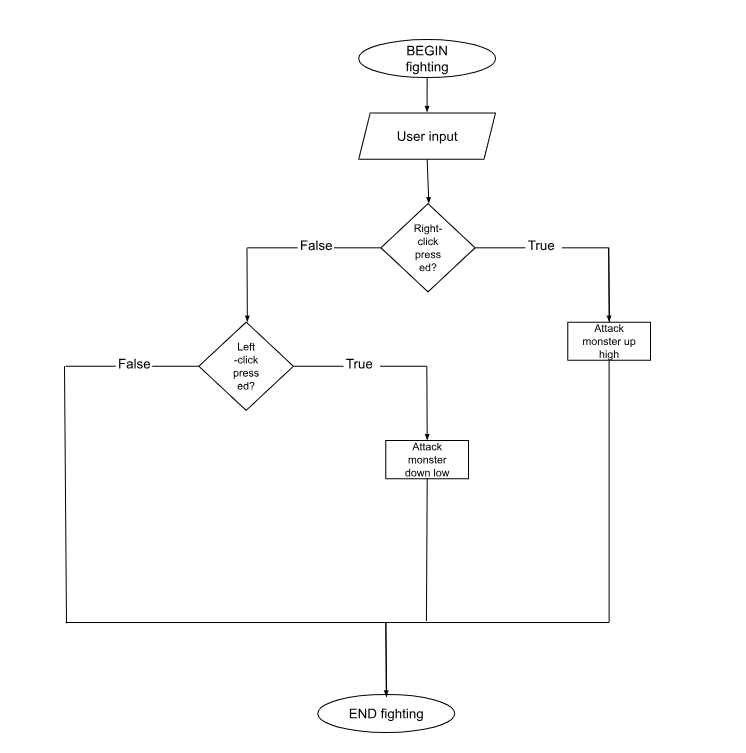 BEGIN
fighting
User input
Right-
click
press
ed?
False
True
Attack
monster up
high
Left
-click
press
ed?
False
True
Attack
monster
down low
END fighting